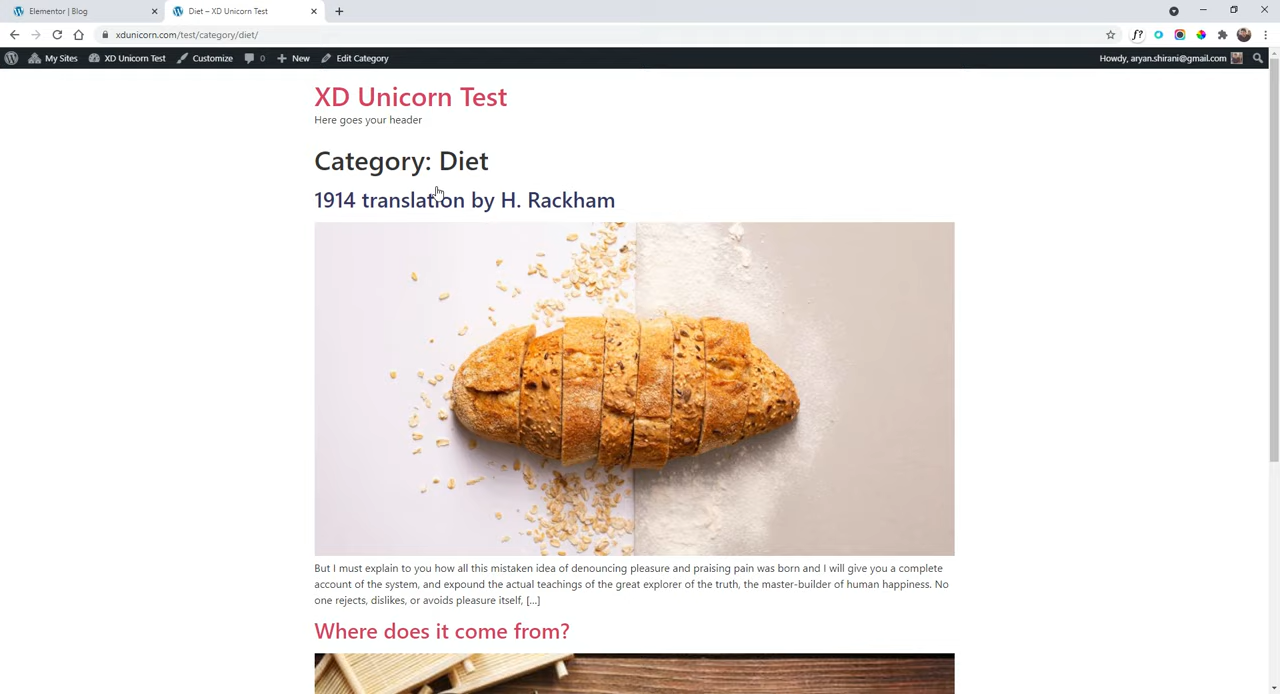 Elementor | Blog
Diet – XD Unicorn Test
xdunicorn.com/test/category/diet/
f?
My Sites
XD Unicorn Test
Customize
0
New
Edit Category
Howdy, aryan.shirani@gmail.com
XD Unicorn Test
Here goes your header
Category: Diet
1914 translation by H. Rackham
But I must explain to you how all this mistaken idea of denouncing pleasure and praising pain was born and I will give you a complete
account of the system, and expound the actual teachings of the great explorer of the truth, the master-builder of human happiness. No
one rejects, dislikes, or avoids pleasure itself, […]
Where does it come from?